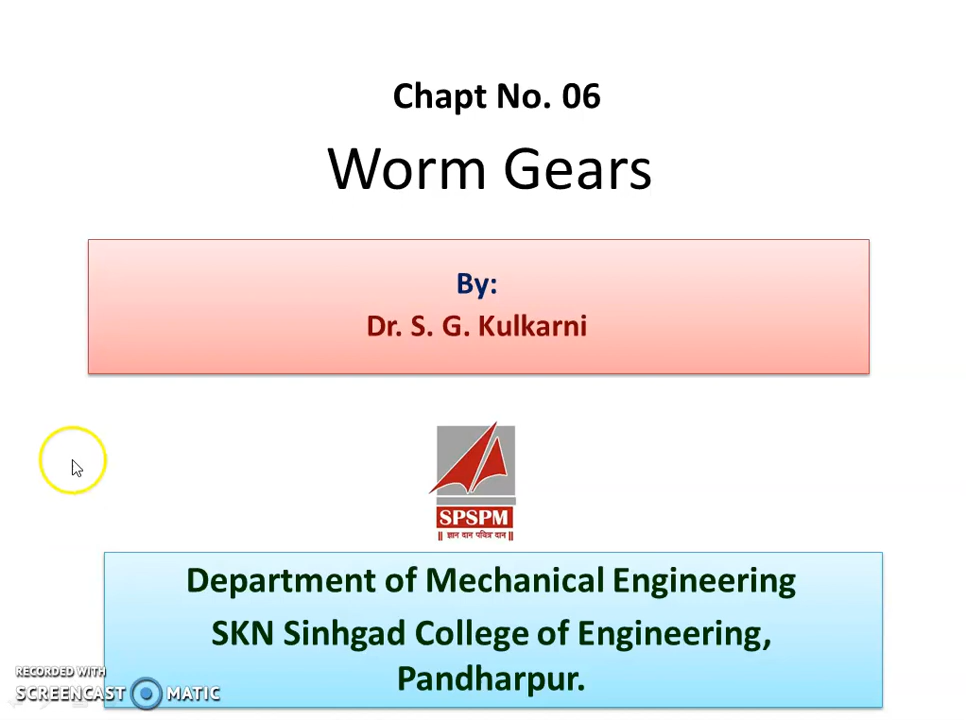 Chapt No. 06
Worm Gears
By:
Dr. S. G. Kulkarni
SPSPM
|| ज्ञान दान पवित्र दान ||
Department of Mechanical Engineering
SKN Sinhgad College of Engineering,
Pandharpur.
RECORDED WITH
SCREENCAST MATIC